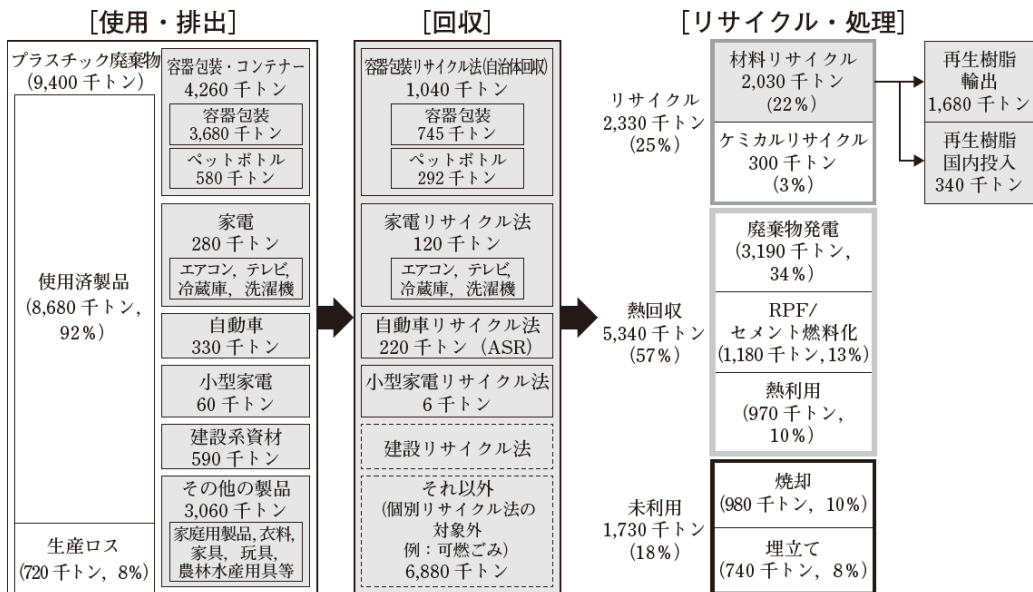 [使用・排出]
プラスチック廃棄物
(9,400 千トン)
使用済製品
(8,680 千トン,
92%)
生産ロス
(720 千トン, 8%)
容器包装・コンテナー
4,260 千トン
容器包装
3,680 千トン
ペットボトル
580 千トン
家電
280 千トン
エアコン, テレビ,
冷蔵庫, 洗濯機
自動車
330 千トン
小型家電
60 千トン
建設系資材
590 千トン
その他の製品
3,060 千トン
家庭用製品, 衣料,
家具, 玩具,
農林水産用具等
[回収]
容器包装リサイクル法(自治体回収)
1,040 千トン
容器包装
745 千トン
ペットボトル
292 千トン
家電リサイクル法
120 千トン
エアコン, テレビ,
冷蔵庫, 洗濯機
自動車リサイクル法
220 千トン (ASR)
小型家電リサイクル法
6 千トン
建設リサイクル法
それ以外
(個別リサイクル法の
対象外
例：可燃ごみ)
6,880 千トン
[リサイクル・処理]
リサイクル
2,330 千トン
(25%)
材料リサイクル
2,030 千トン
(22%)
ケミカルリサイクル
300 千トン
(3%)
再生樹脂
輸出
1,680 千トン
再生樹脂
国内投入
340 千トン
熱回収
5,340 千トン
(57%)
廃棄物発電
(3,190 千トン,
34%)
RPF/
セメント燃料化
(1,180 千トン, 13%)
熱利用
(970 千トン,
10%)
未利用
1,730 千トン
(18%)
焼却
(980 千トン, 10%)
埋立て
(740 千トン, 8%)